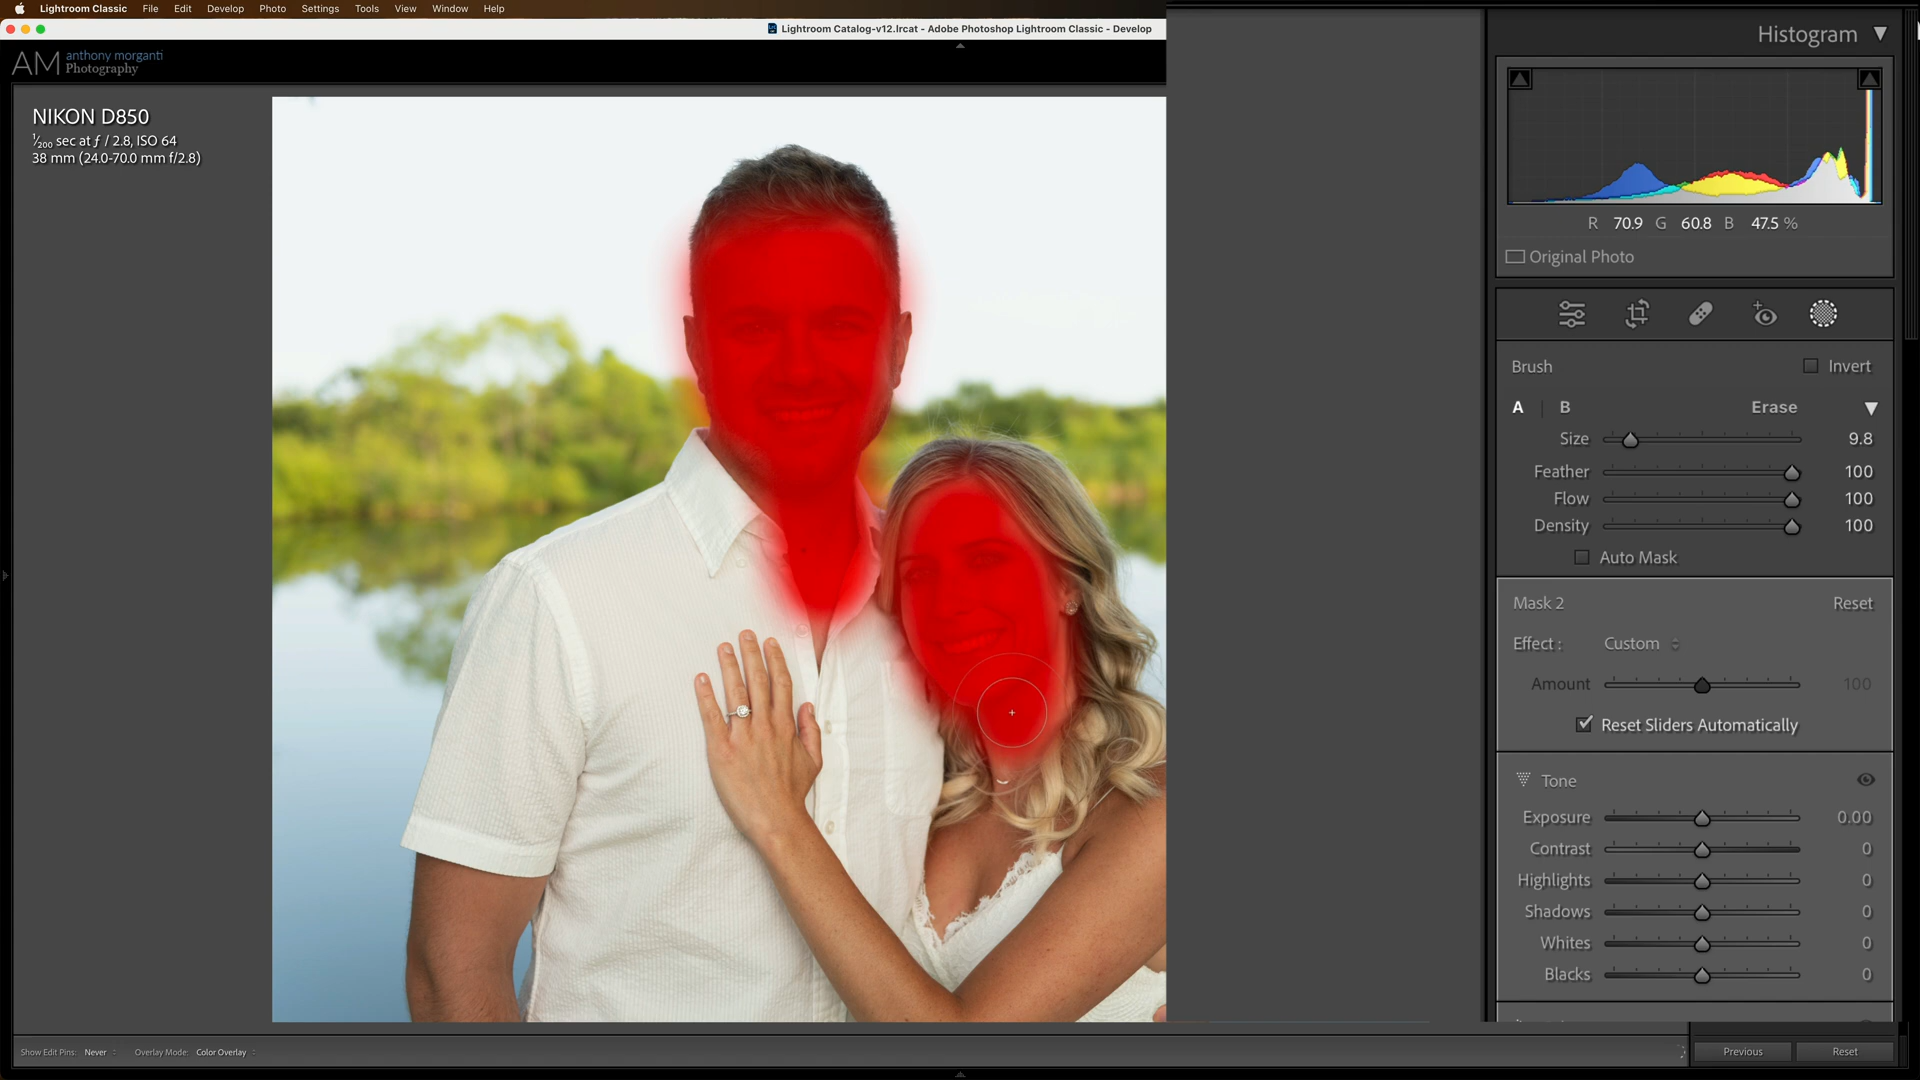 Lightroom Classic File Edit Develop Photo Settings Tools View Window Help
Lightroom Catalog-v12.lrcat - Adobe Photoshop Lightroom Classic - Develop
AM anthony morganti
Photography
NIKON D850
1/200 sec at ƒ / 2.8, ISO 64
38 mm (24.0-70.0 mm f/2.8)
Histogram
R 70.9 G 60.8 B 47.5 %
Original Photo
Brush Invert
A B Erase
Size 9.8
Feather 100
Flow 100
Density 100
Auto Mask
Mask 2 Reset
Effect : Custom
Amount 100
Reset Sliders Automatically
Tone
Exposure 0.00
Contrast 0
Highlights 0
Shadows 0
Whites 0
Blacks 0
Show Edit Pins: Never Overlay Mode: Color Overlay
Previous Reset